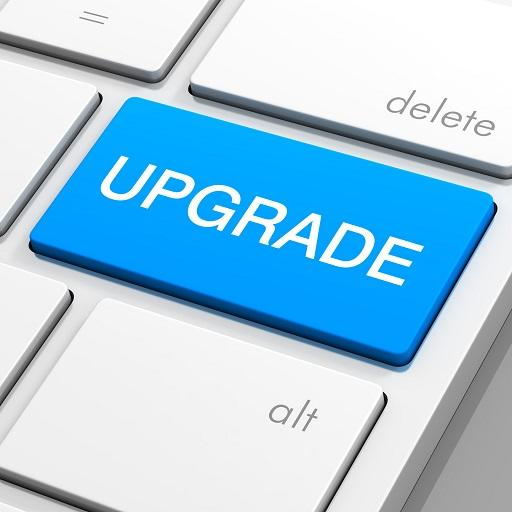 =
delete
UPGRADE
alt